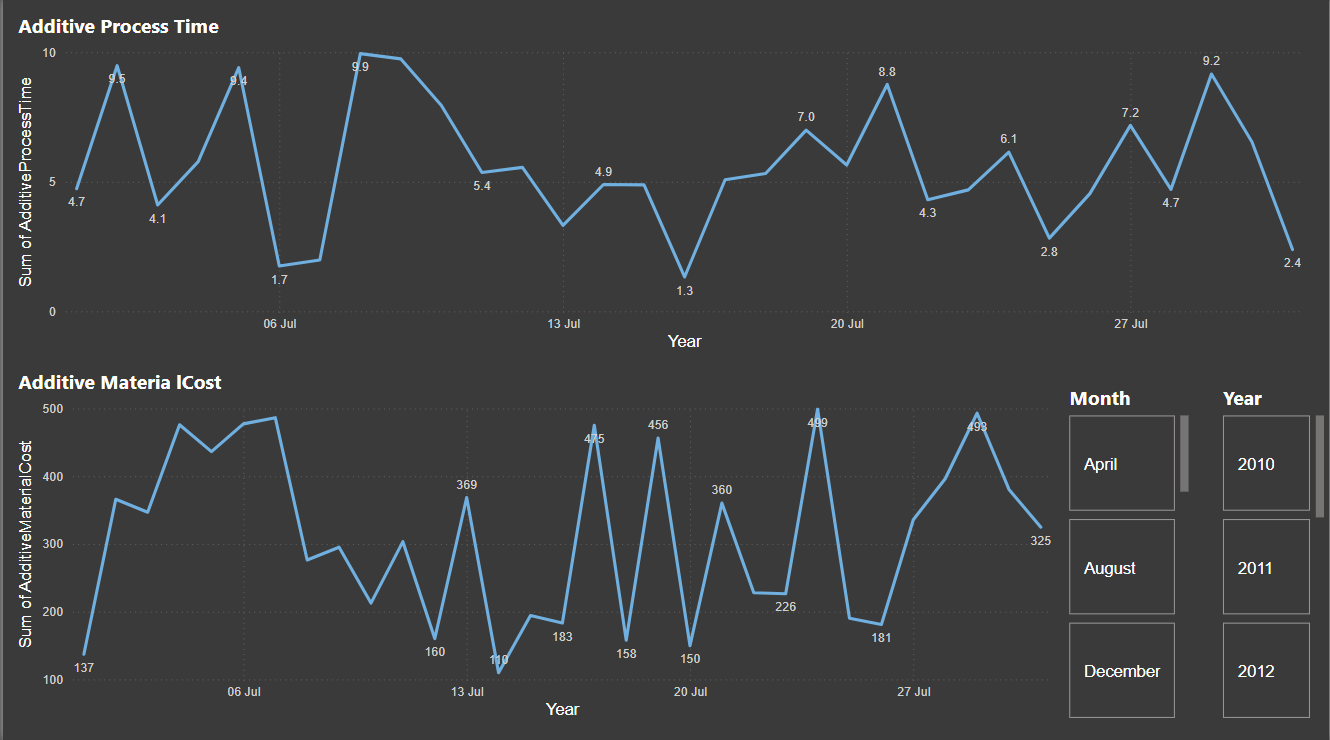 Additive Process Time
Sum of AdditiveProcessTime
10
5
0
4.7
9.5
4.1
9.4
1.7
9.9
5.4
4.9
1.3
7.0
8.8
4.3
6.1
2.8
7.2
4.7
9.2
2.4
06 Jul
13 Jul
20 Jul
27 Jul
Year
Additive Materia lCost
Sum of AdditiveMaterialCost
500
400
300
200
100
137
160
369
110
183
475
158
456
150
360
226
499
181
493
325
06 Jul
13 Jul
20 Jul
27 Jul
Year
Month
April
August
December
Year
2010
2011
2012